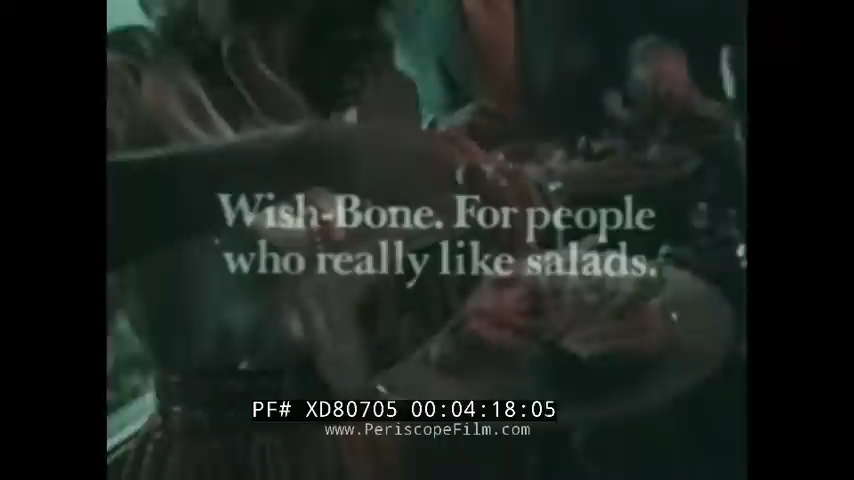 Wish-Bone. For people
who really like salads.
PF# XD80705 00:04:18:05
www.PeriscopeFilm.com